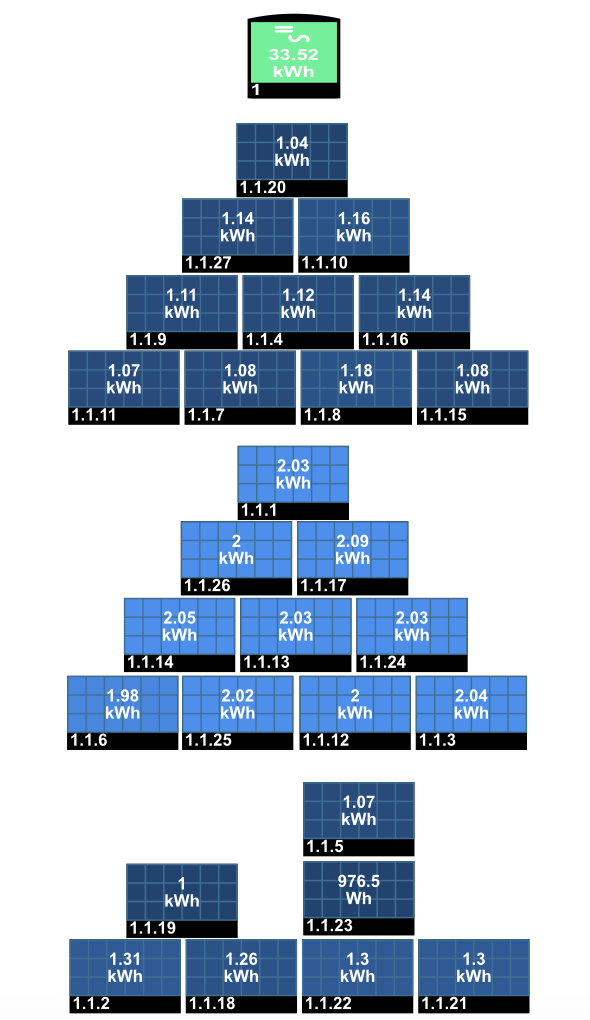 33.52
kWh
1
1.04
kWh
1.1.20
1.14
kWh
1.1.27
1.16
kWh
1.1.10
1.11
kWh
1.1.9
1.12
kWh
1.1.4
1.14
kWh
1.1.16
1.07
kWh
1.1.11
1.08
kWh
1.1.7
1.18
kWh
1.1.8
1.08
kWh
1.1.15
2.03
kWh
1.1.1
2
kWh
1.1.26
2.09
kWh
1.1.17
2.05
kWh
1.1.14
2.03
kWh
1.1.13
2.03
kWh
1.1.24
1.98
kWh
1.1.6
2.02
kWh
1.1.25
2
kWh
1.1.12
2.04
kWh
1.1.3
1.07
kWh
1.1.5
1
kWh
1.1.19
976.5
Wh
1.1.23
1.31
kWh
1.1.2
1.26
kWh
1.1.18
1.3
kWh
1.1.22
1.3
kWh
1.1.21